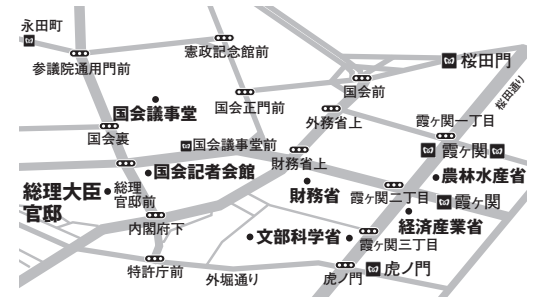 永田町
参議院通用門前
憲政記念館前
桜田門
桜田通り
国会前
国会議事堂
国会正門前
外務省上
霞ヶ関一丁目
国会裏
国会議事堂前
霞ヶ関
財務省上
国会記者会館
農林水産省
総理大臣
官邸
総理
官邸前
財務省
霞ヶ関二丁目
霞ヶ関
経済産業省
内閣府下
文部科学省
霞ヶ関三丁目
特許庁前
外堀通り
虎ノ門
虎ノ門